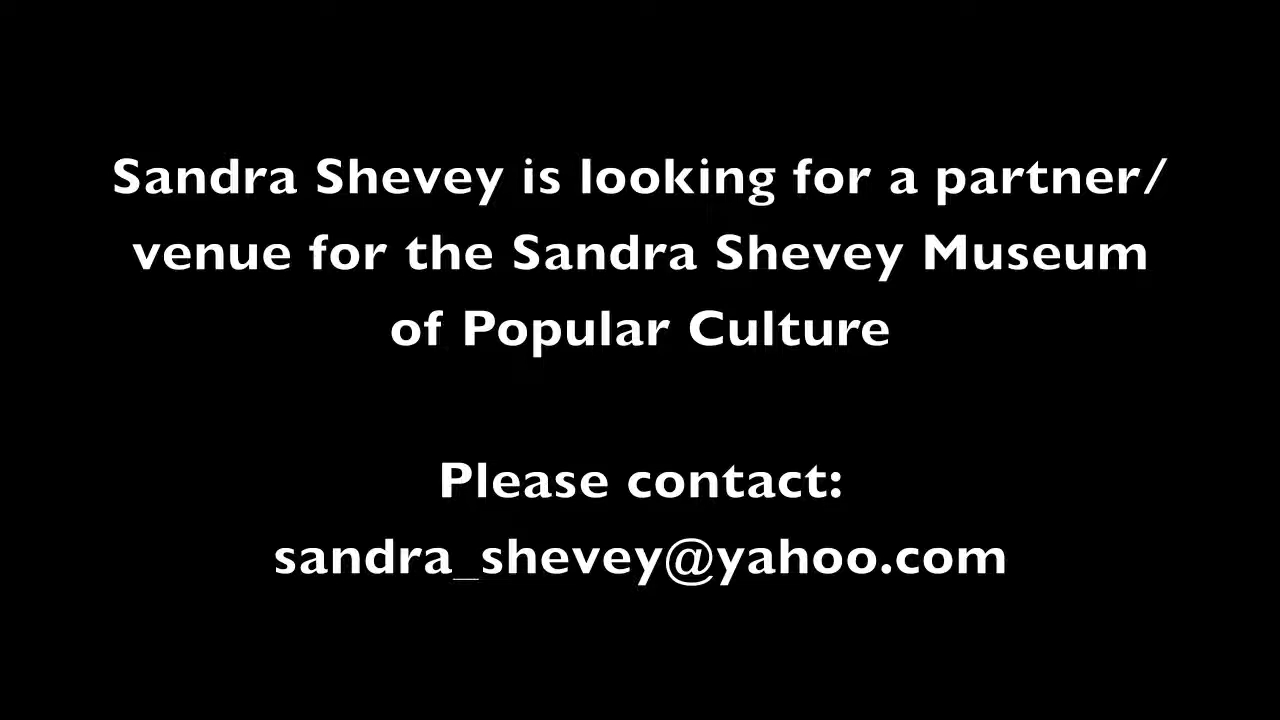 Sandra Shevey is looking for a partner/
venue for the Sandra Shevey Museum
of Popular Culture
Please contact:
sandra_shevey@yahoo.com